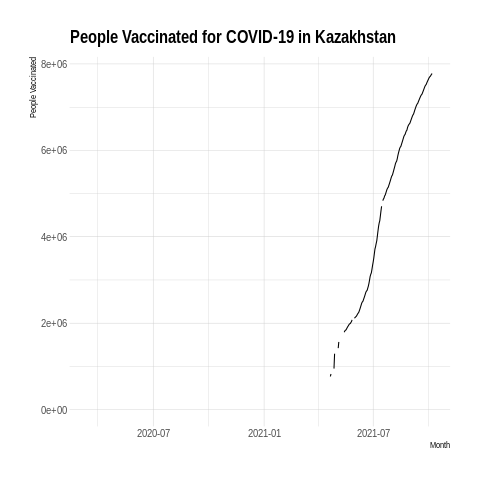 People Vaccinated for COVID-19 in Kazakhstan
People Vaccinated
8e+06
6e+06
4e+06
2e+06
0e+00
2020-07
2021-01
2021-07
Month